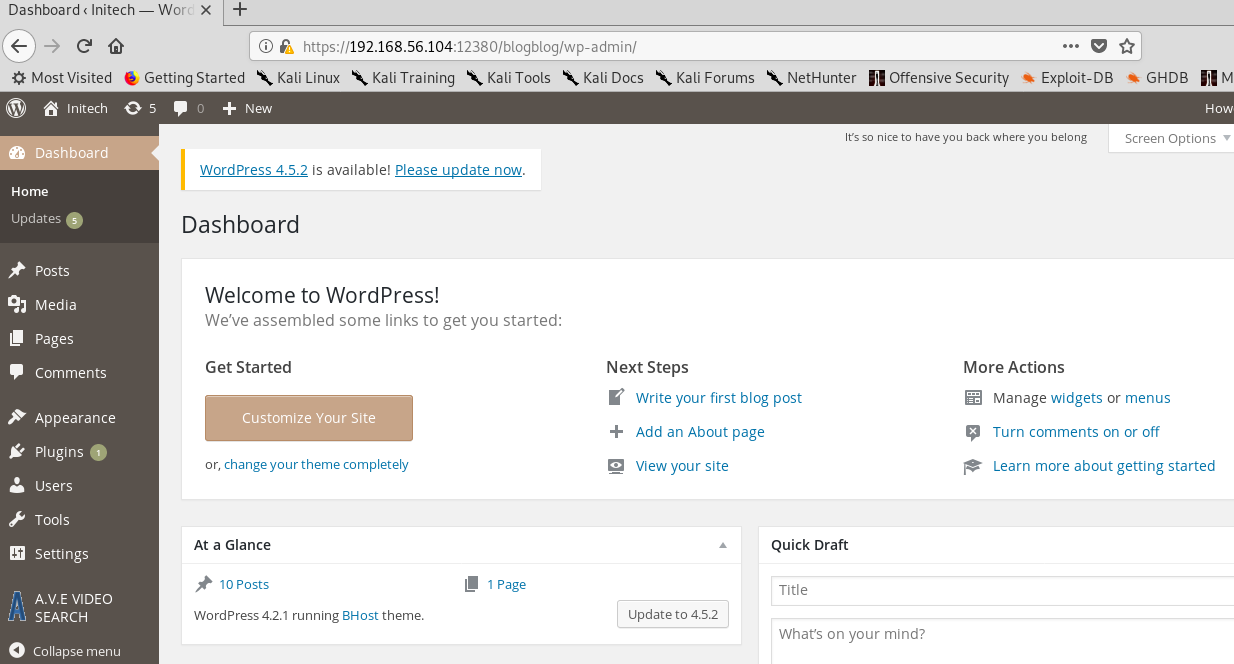 Dashboard ‹ Initech — Word
https://192.168.56.104:12380/blogblog/wp-admin/
Most Visited Getting Started Kali Linux Kali Training Kali Tools Kali Docs Kali Forums NetHunter Offensive Security Exploit-DB GHDB M
Initech 5 0 New How
It's so nice to have you back where you belong Screen Options
Dashboard
WordPress 4.5.2 is available! Please update now.
Home
Updates 5
Dashboard
Posts
Media
Pages
Comments
Appearance
Plugins 1
Users
Tools
Settings
A.V.E VIDEO
SEARCH
Collapse menu
Welcome to WordPress!
We've assembled some links to get you started:
Get Started
Customize Your Site
or, change your theme completely
Next Steps
Write your first blog post
Add an About page
View your site
More Actions
Manage widgets or menus
Turn comments on or off
Learn more about getting started
At a Glance
10 Posts 1 Page
WordPress 4.2.1 running BHost theme. Update to 4.5.2
Quick Draft
Title
What's on your mind?